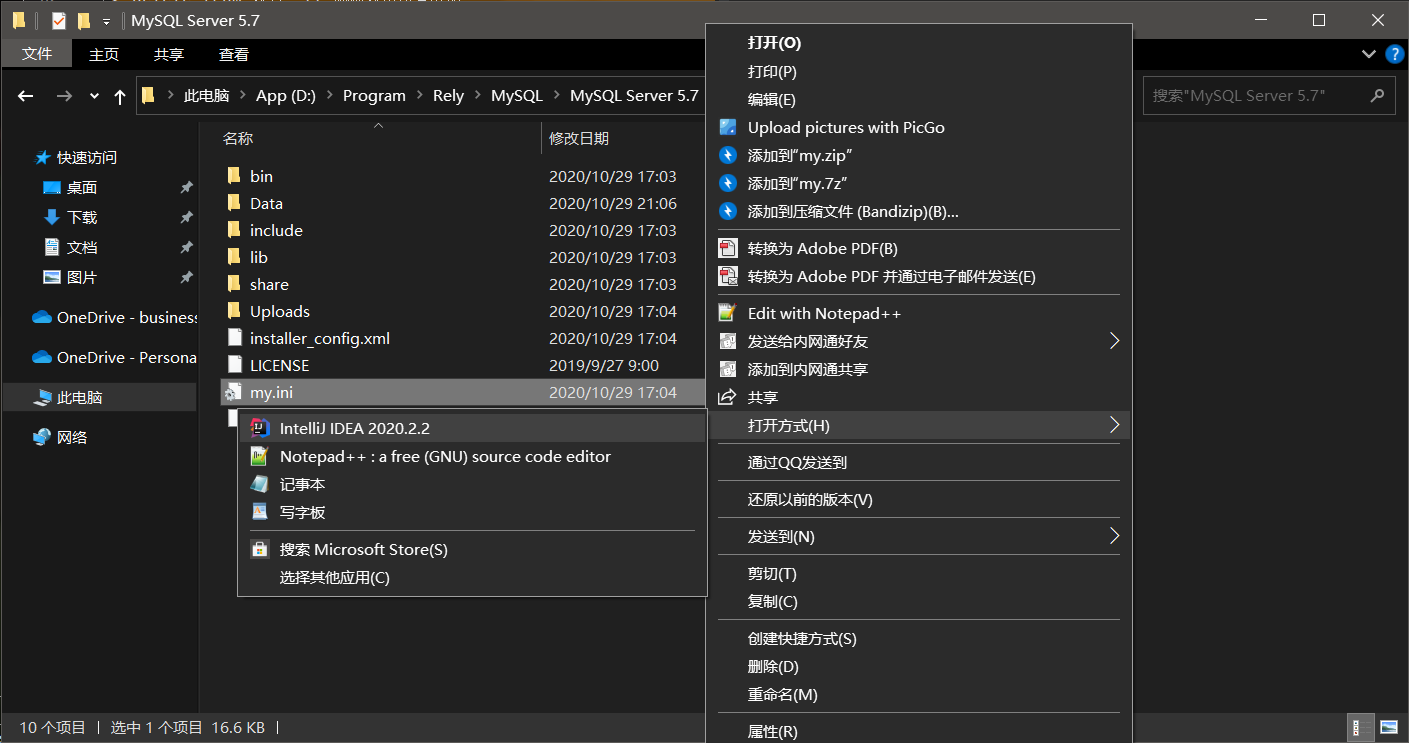 MySQL Server 5.7
文件 主页 共享 查看
此电脑 App (D:) Program Rely MySQL MySQL Server 5.7
搜索"MySQL Server 5.7"
快速访问
桌面
下载
文档
图片
OneDrive - business
OneDrive - Persona
此电脑
网络
名称 修改日期
bin 2020/10/29 17:03
Data 2020/10/29 21:06
include 2020/10/29 17:03
lib 2020/10/29 17:03
share 2020/10/29 17:03
Uploads 2020/10/29 17:04
installer_config.xml 2020/10/29 17:04
LICENSE 2019/9/27 9:00
my.ini 2020/10/29 17:04
IntelliJ IDEA 2020.2.2
Notepad++ : a free (GNU) source code editor
记事本
写字板
搜索 Microsoft Store(S)
选择其他应用(C)
打开(O)
打印(P)
编辑(E)
Upload pictures with PicGo
添加到“my.zip”
添加到“my.7z”
添加到压缩文件 (Bandizip)(B)...
转换为 Adobe PDF(B)
转换为 Adobe PDF 并通过电子邮件发送(E)
Edit with Notepad++
发送给内网通好友
添加到内网通共享
共享
打开方式(H)
通过QQ发送到
还原以前的版本(V)
发送到(N)
剪切(T)
复制(C)
创建快捷方式(S)
删除(D)
重命名(M)
属性(R)
10 个项目 选中 1 个项目 16.6 KB